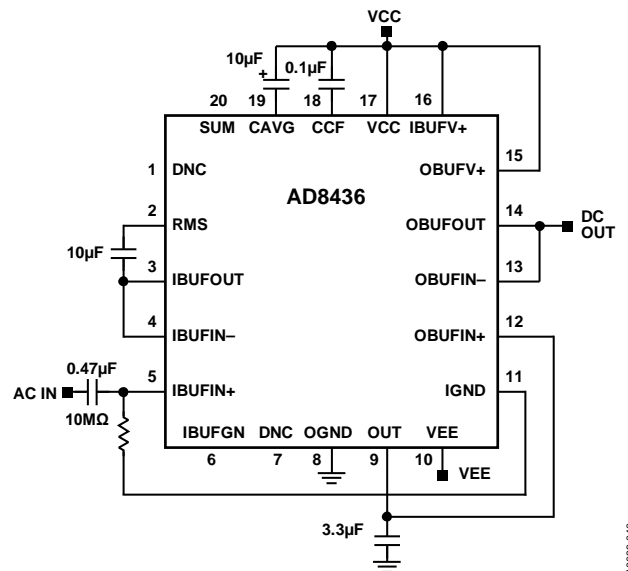 VCC
10µF
+
0.1µF
20 19 18 17 16
SUM CAVG CCF VCC IBUFV+
15
OBUFV+
1
DNC
AD8436
2
RMS
14
OBUFOUT
DC
OUT
10µF
3
IBUFOUT
13
OBUFIN–
4
IBUFIN–
12
OBUFIN+
0.47µF
AC IN
5
IBUFIN+
11
IGND
10MΩ
IBUFGN DNC OGND OUT VEE
6 7 8 9 10
VEE
3.3µF